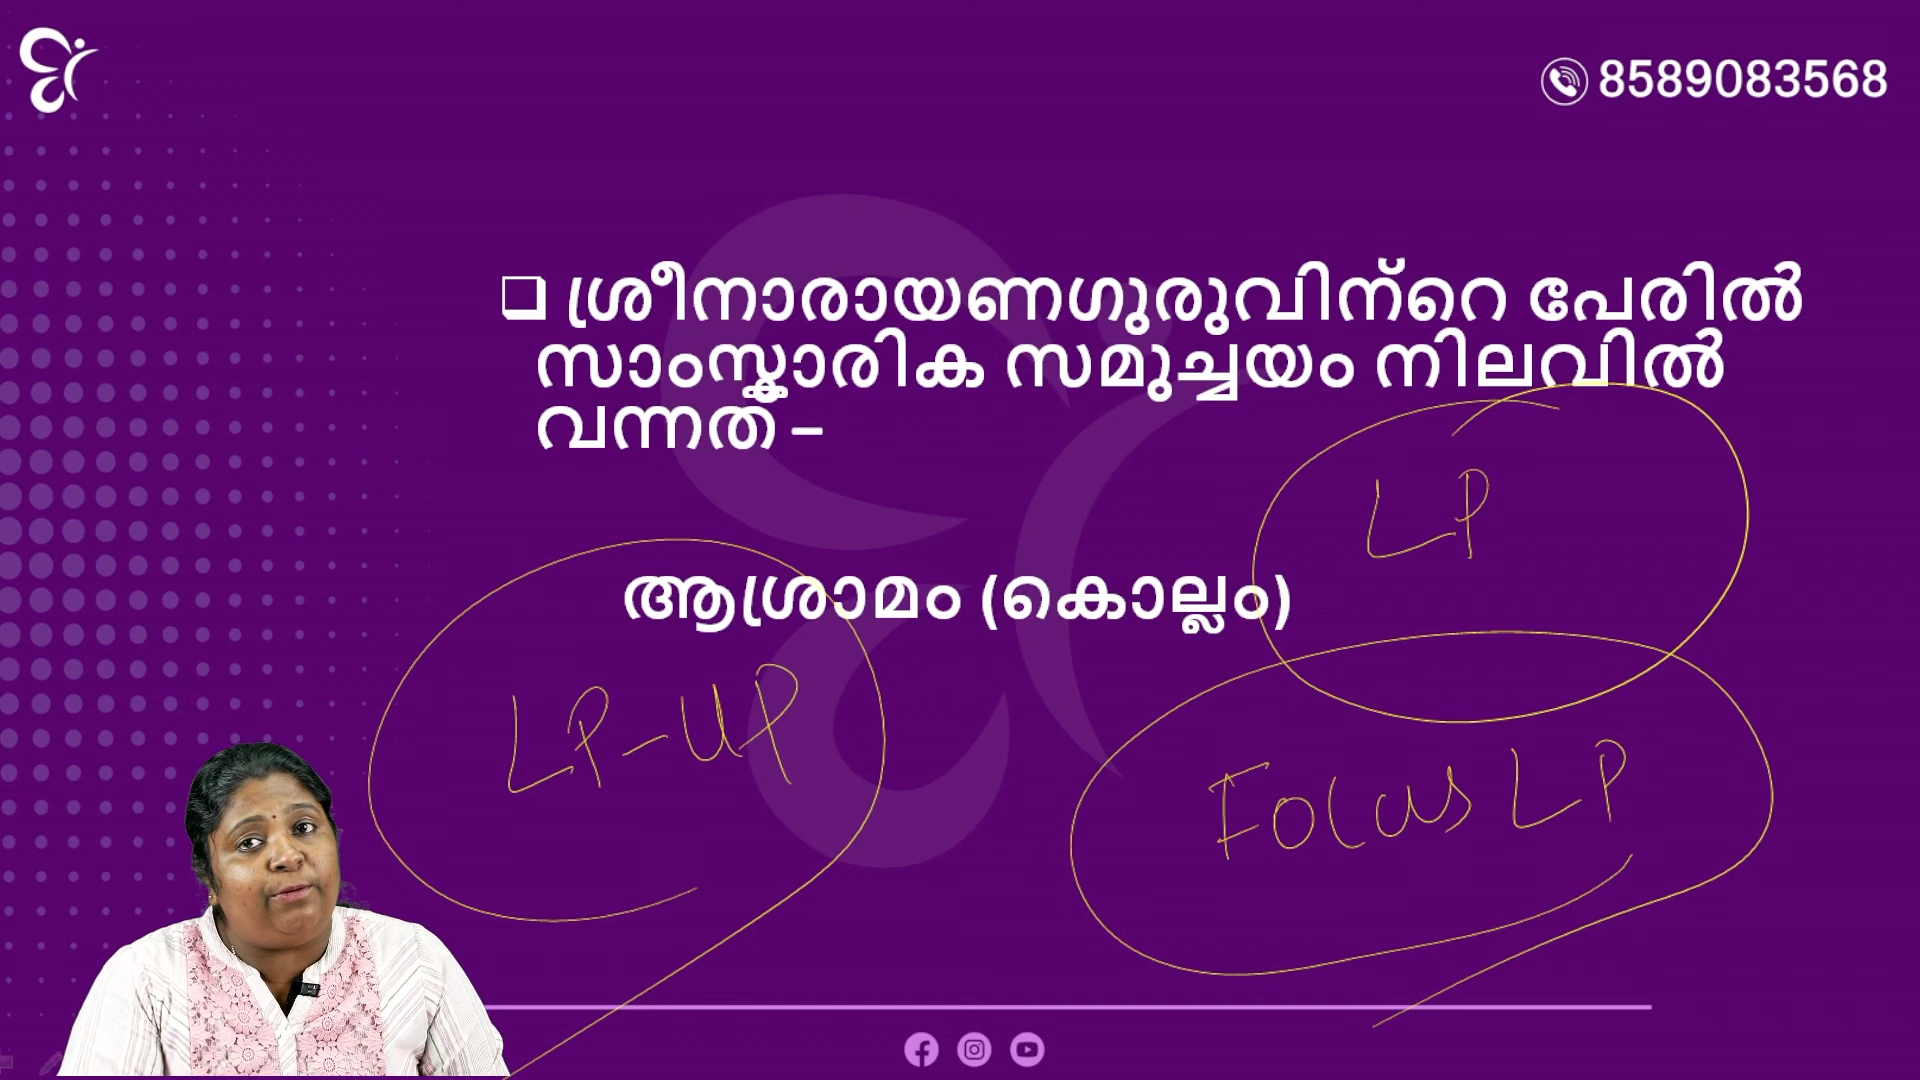 8589083568
❑ ശ്രീനാരായണഗുരുവിന്റെ പേരിൽ
സാംസ്കാരിക സമുച്ചയം നിലവിൽ
വന്നത് –
LP
ആശ്രാമം (കൊല്ലം)
LP-UP
Focus LP